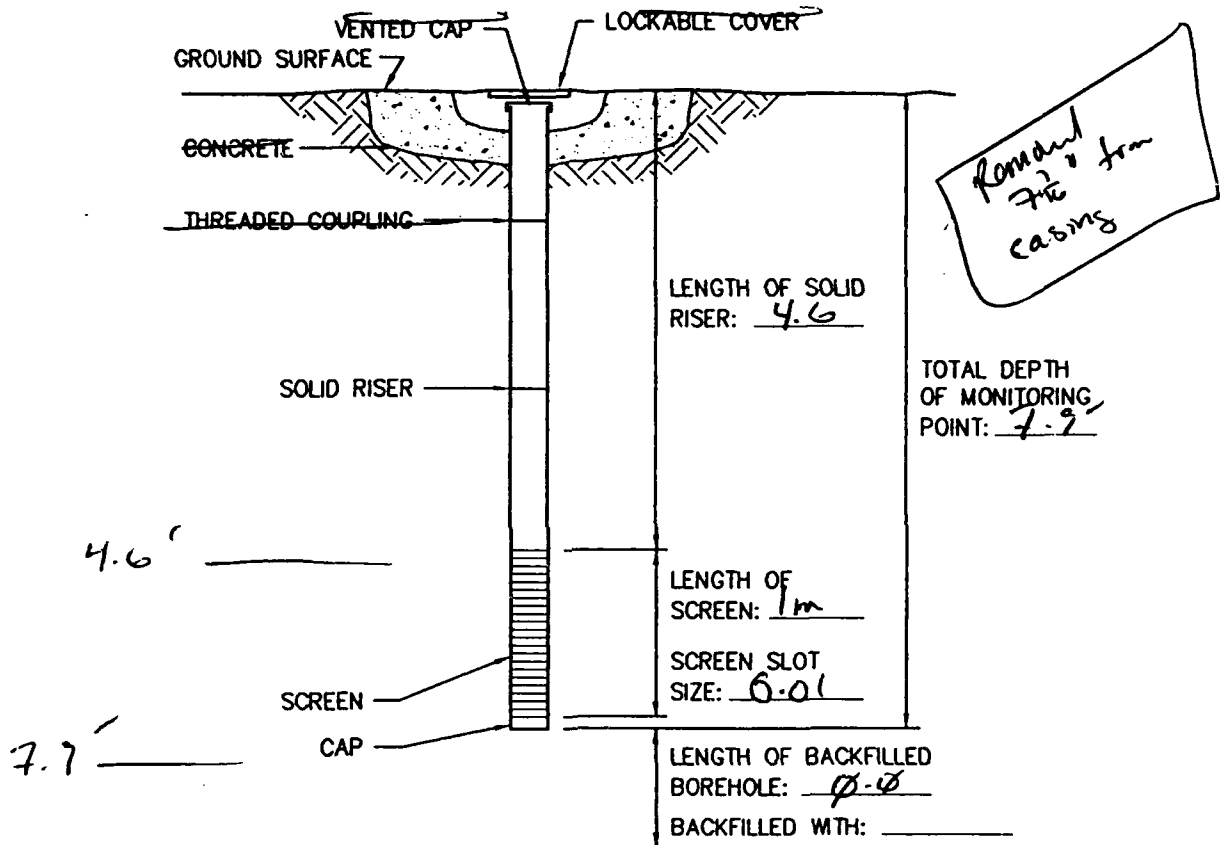 VENTED CAP
LOCKABLE COVER
GROUND SURFACE
CONCRETE
THREADED COUPLING
from
casing
LENGTH OF SOLID
RISER: 4.6
SOLID RISER
TOTAL DEPTH
OF MONITORING
POINT: 7.9'
4.6'
LENGTH OF
SCREEN: 1m
SCREEN SLOT
SIZE: 0.01
SCREEN
CAP
7.9'
LENGTH OF BACKFILLED
BOREHOLE: 0.0
BACKFILLED WITH: